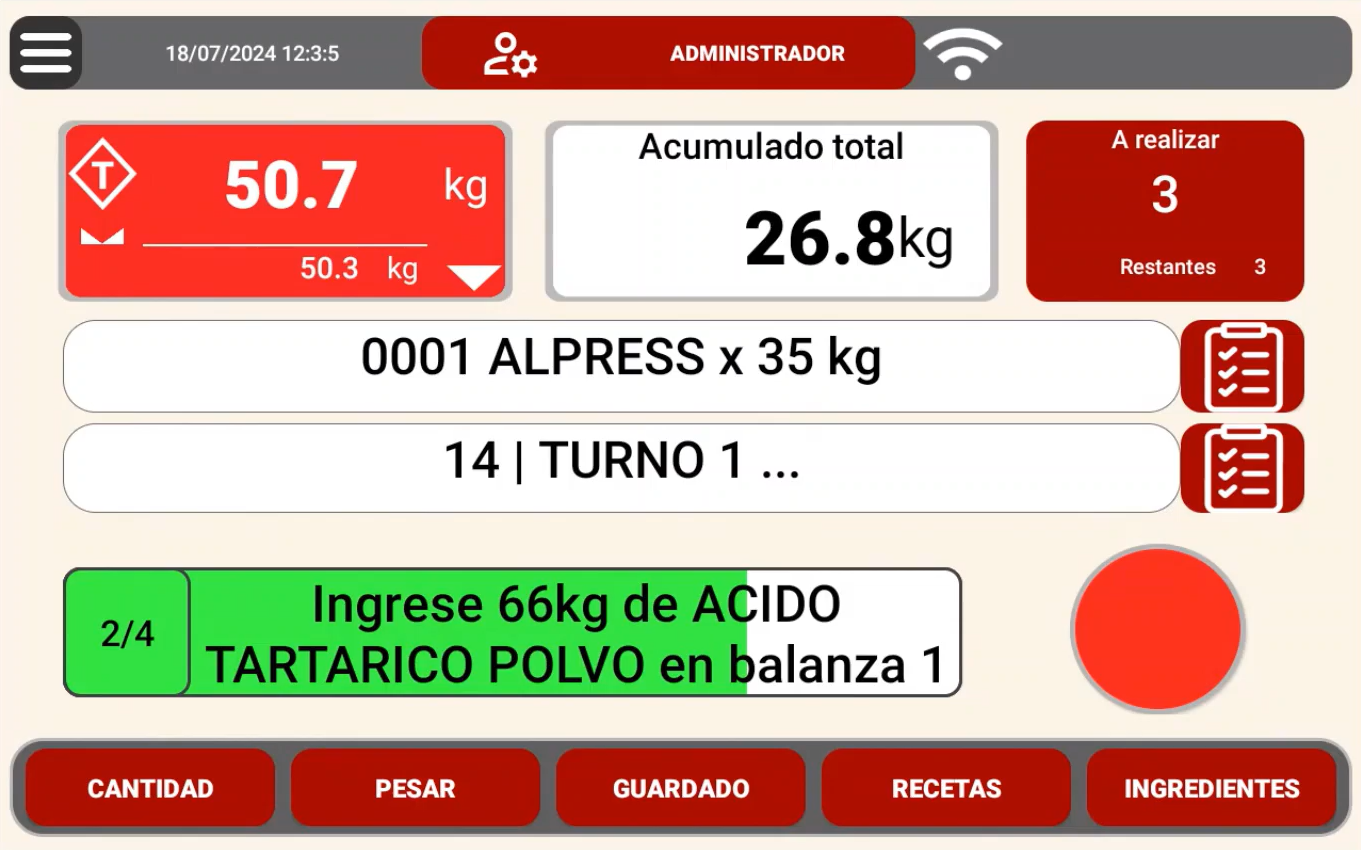 18/07/2024 12:3:5
ADMINISTRADOR
T
50.7 kg
50.3 kg
Acumulado total
26.8kg
A realizar
3
Restantes 3
0001 ALPRESS x 35 kg
14 | TURNO 1 ...
2/4
Ingrese 66kg de ACIDO
TARTARICO POLVO en balanza 1
CANTIDAD
PESAR
GUARDADO
RECETAS
INGREDIENTES